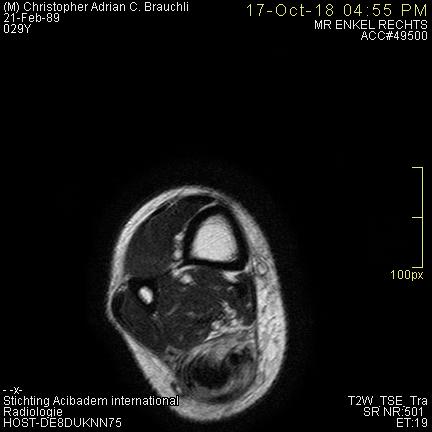 (M) Christopher Adrian C. Brauchli
21-Feb-89
029Y
17-Oct-18 04:55 PM
MR ENKEL RECHTS
ACC#49500
100px
--x-
Stichting Acibadem international
Radiologie
HOST-DE8DUKNN75
T2W_TSE_Tra
SR NR:501
ET:19